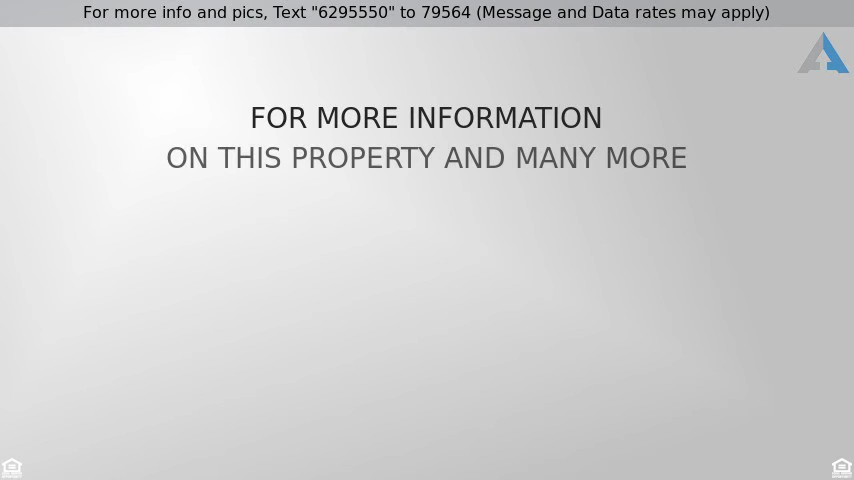 For more info and pics, Text "6295550" to 79564 (Message and Data rates may apply)
FOR MORE INFORMATION
ON THIS PROPERTY AND MANY MORE